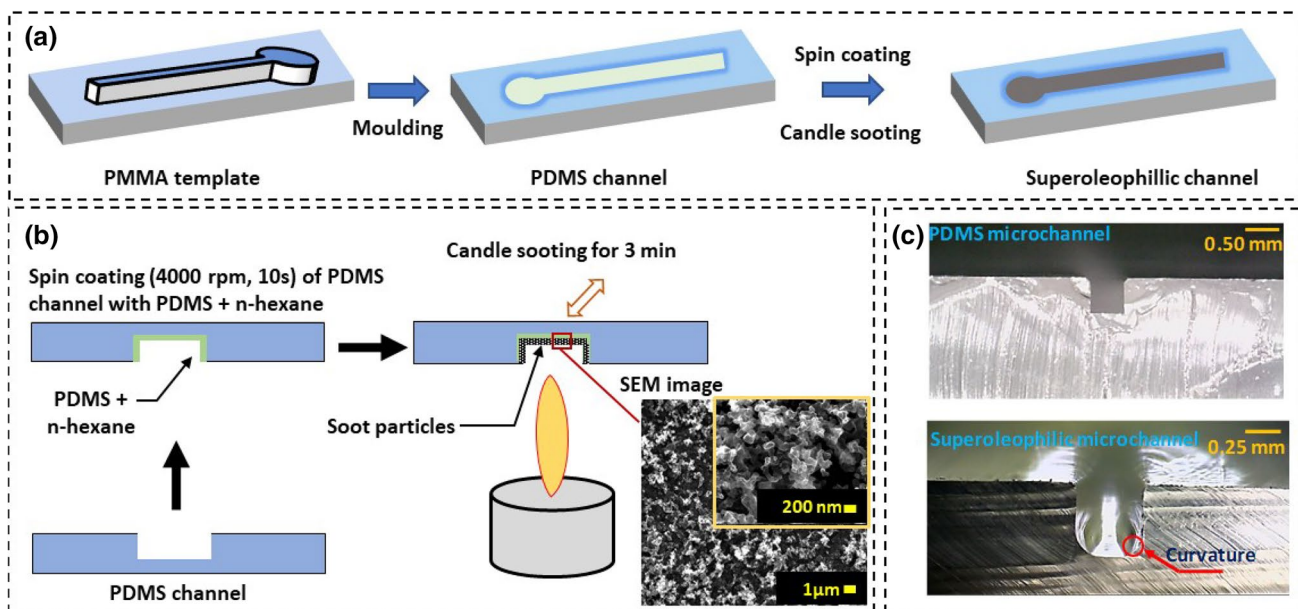 (a)
Spin coating
Moulding
Candle sooting
PMMA template
PDMS channel
Superoleophillic channel
(b)
Candle sooting for 3 min
Spin coating (4000 rpm, 10s) of PDMS
channel with PDMS + n-hexane
PDMS +
n-hexane
Soot particles
SEM image
200 nm
1μm
PDMS channel
(c)
PDMS microchannel
0.50 mm
Superoleophilic microchannel
0.25 mm
Curvature